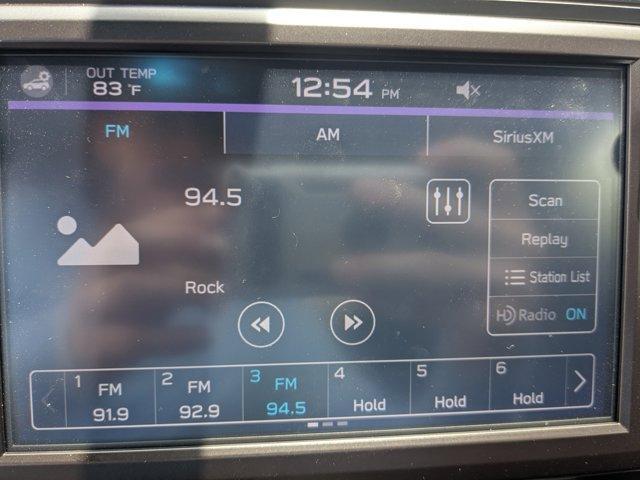 OUT TEMP
83 °F
12:54 PM
FM
AM
SiriusXM
94.5
Rock
Scan
Replay
Station List
HD Radio ON
1 FM 91.9
2 FM 92.9
3 FM 94.5
4 Hold
5 Hold
6 Hold